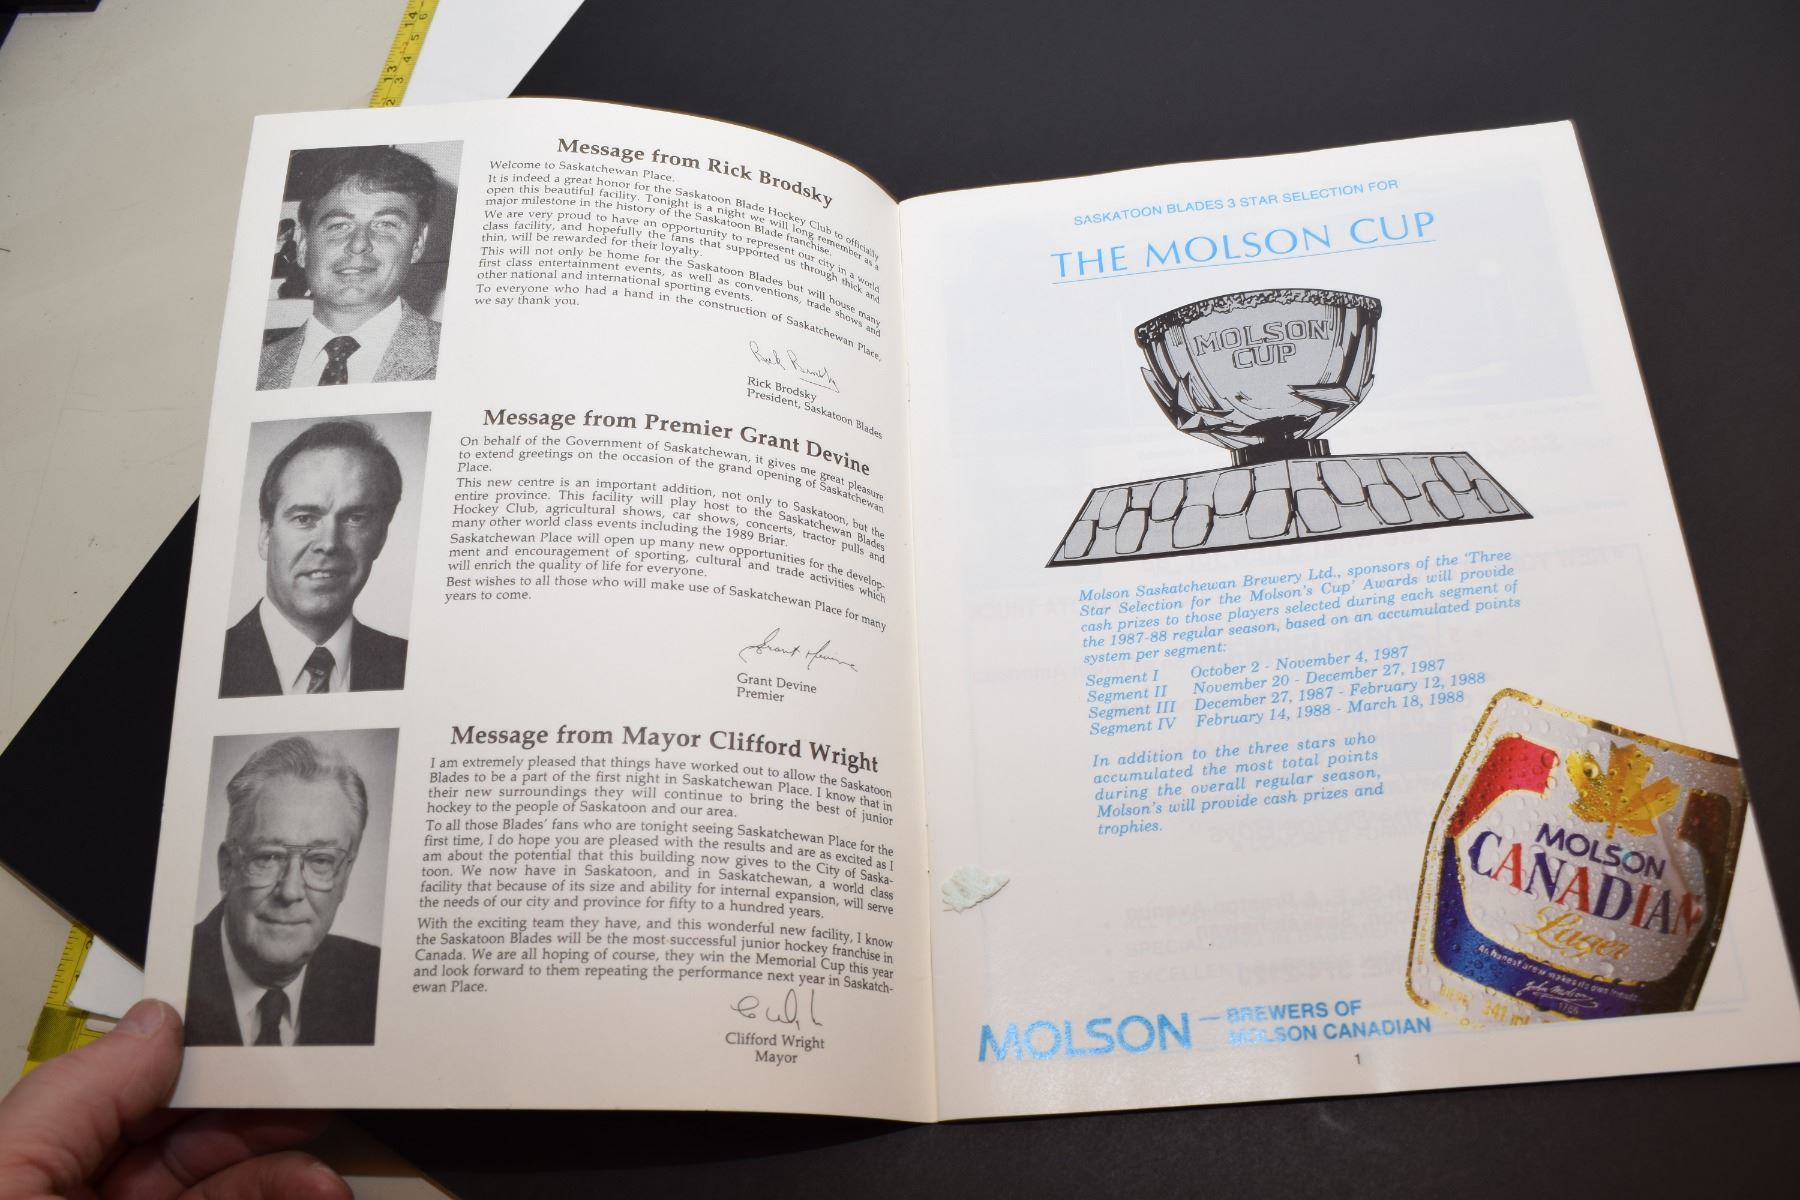 Message from Rick Brodsky
Welcome to Saskatchewan Place.
It is indeed a great honor for the Saskatoon Blade Hockey Club to officially
open this beautiful facility. Tonight is a night we will long remember as a
major milestone in the history of the Saskatoon Blade franchise.
We are very proud to have an opportunity to represent our city in a world
class facility, and hopefully the fans that supported us through thick and
thin, will be rewarded for their loyalty.
This will not only be home for the Saskatoon Blades but will house many
first class entertainment events, as well as conventions, trade shows and
other national and international sporting events.
To everyone who had a hand in the construction of Saskatchewan Place,
we say thank you.
Rick Brodsky
Rick Brodsky
President, Saskatoon Blades
Message from Premier Grant Devine
On behalf of the Government of Saskatchewan, it gives me great pleasure
to extend greetings on the occasion of the grand opening of Saskatchewan
Place.
This new centre is an important addition, not only to Saskatoon, but the
entire province. This facility will play host to the Saskatchewan Blades
Hockey Club, agricultural shows, car shows, concerts, tractor pulls and
many other world class events including the 1989 Briar.
Saskatchewan Place will open up many new opportunities for the develop-
ment and encouragement of sporting, cultural and trade activities which
will enrich the quality of life for everyone.
Best wishes to all those who will make use of Saskatchewan Place for many
years to come.
Grant Devine
Grant Devine
Premier
Message from Mayor Clifford Wright
I am extremely pleased that things have worked out to allow the Saskatoon
Blades to be a part of the first night in Saskatchewan Place. I know that in
their new surroundings they will continue to bring the best of junior
hockey to the people of Saskatoon and our area.
To all those Blades' fans who are tonight seeing Saskatchewan Place for the
first time, I do hope you are pleased with the results and are as excited as I
am about the potential that this building now gives to the City of Saska-
toon. We now have in Saskatoon, and in Saskatchewan, a world class
facility that because of its size and ability for internal expansion, will serve
the needs of our city and province for fifty to a hundred years.
With the exciting team they have, and this wonderful new facility, I know
the Saskatoon Blades will be the most successful junior hockey franchise in
Canada. We are all hoping of course, they win the Memorial Cup this year
and look forward to them repeating the performance next year in Saskatch-
ewan Place.
Clifford Wright
Mayor
SASKATOON BLADES 3 STAR SELECTION FOR
THE MOLSON CUP
MOLSON
CUP
Molson Saskatchewan Brewery Ltd., sponsors of the 'Three
Star Selection for the Molson's Cup' Awards will provide
cash prizes to those players selected during each segment of
the 1987-88 regular season, based on an accumulated points
system per segment:
Segment I October 2 - November 4, 1987
Segment II November 20 - December 27, 1987
Segment III December 27, 1987 - February 12, 1988
Segment IV February 14, 1988 - March 18, 1988
In addition to the three stars who
accumulated the most total points
during the overall regular season,
Molson's will provide cash prizes and
trophies.
MOLSON
CANADIAN
Lager
An honest brew makes its own friends
John Molson
1786
341 ml
MOLSON — BREWERS OF
MOLSON CANADIAN
1